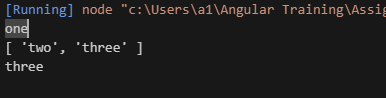 [Running] node "c:\Users\a1\Angular Training\Assig
one
[ 'two', 'three' ]
three